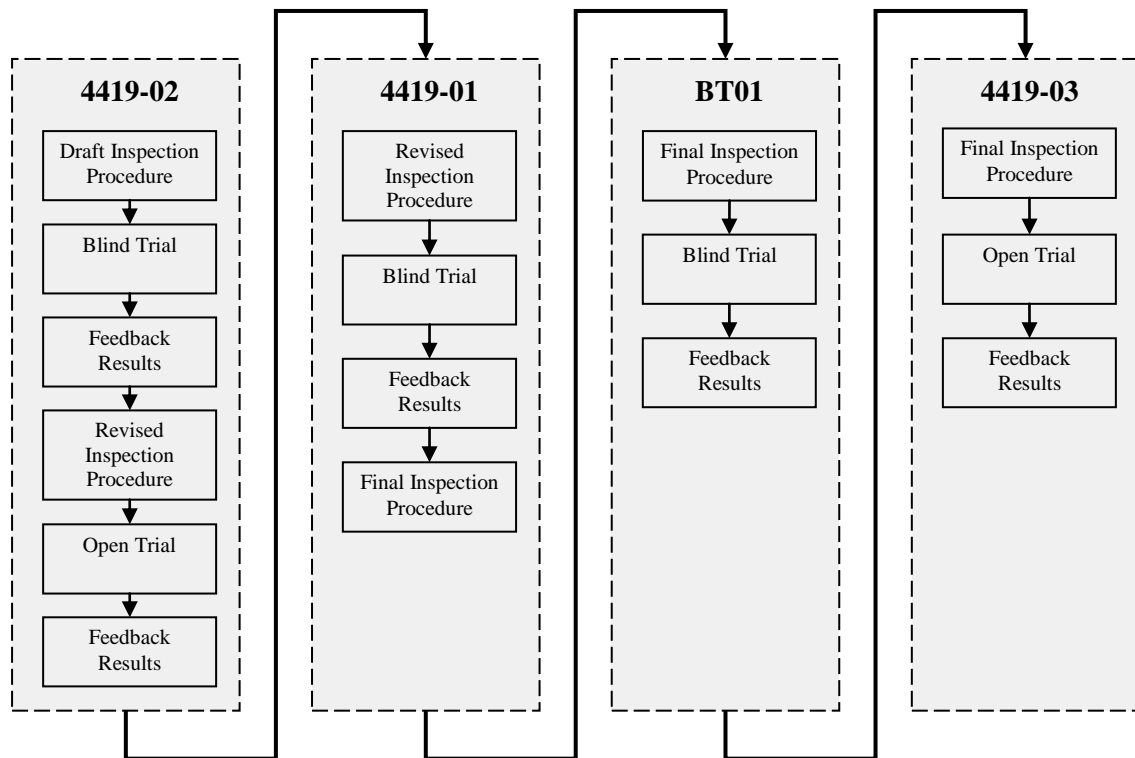 4419-02
Draft Inspection
Procedure
Blind Trial
Feedback
Results
Revised
Inspection
Procedure
Open Trial
Feedback
Results
4419-01
Revised
Inspection
Procedure
Blind Trial
Feedback
Results
Final Inspection
Procedure
BT01
Final Inspection
Procedure
Blind Trial
Feedback
Results
4419-03
Final Inspection
Procedure
Open Trial
Feedback
Results